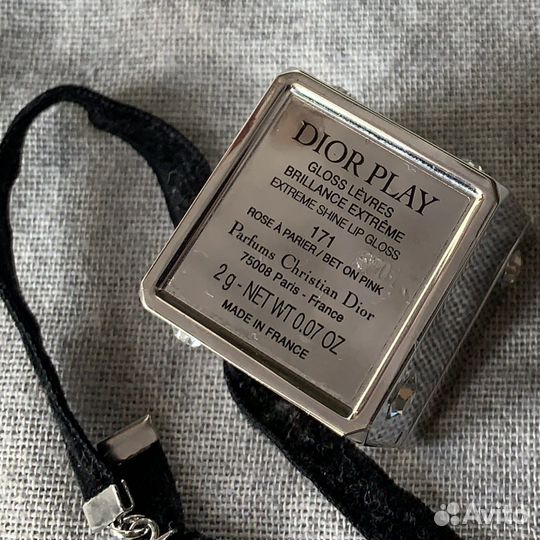 DIOR PLAY
GLOSS LÈVRES
BRILLANCE EXTRÊME
EXTREME SHINE LIP GLOSS
171
ROSE À PARIER / BET ON PINK
Parfums Christian Dior
75008 Paris - France
2 g - NET WT 0.07 OZ
MADE IN FRANCE
Avito